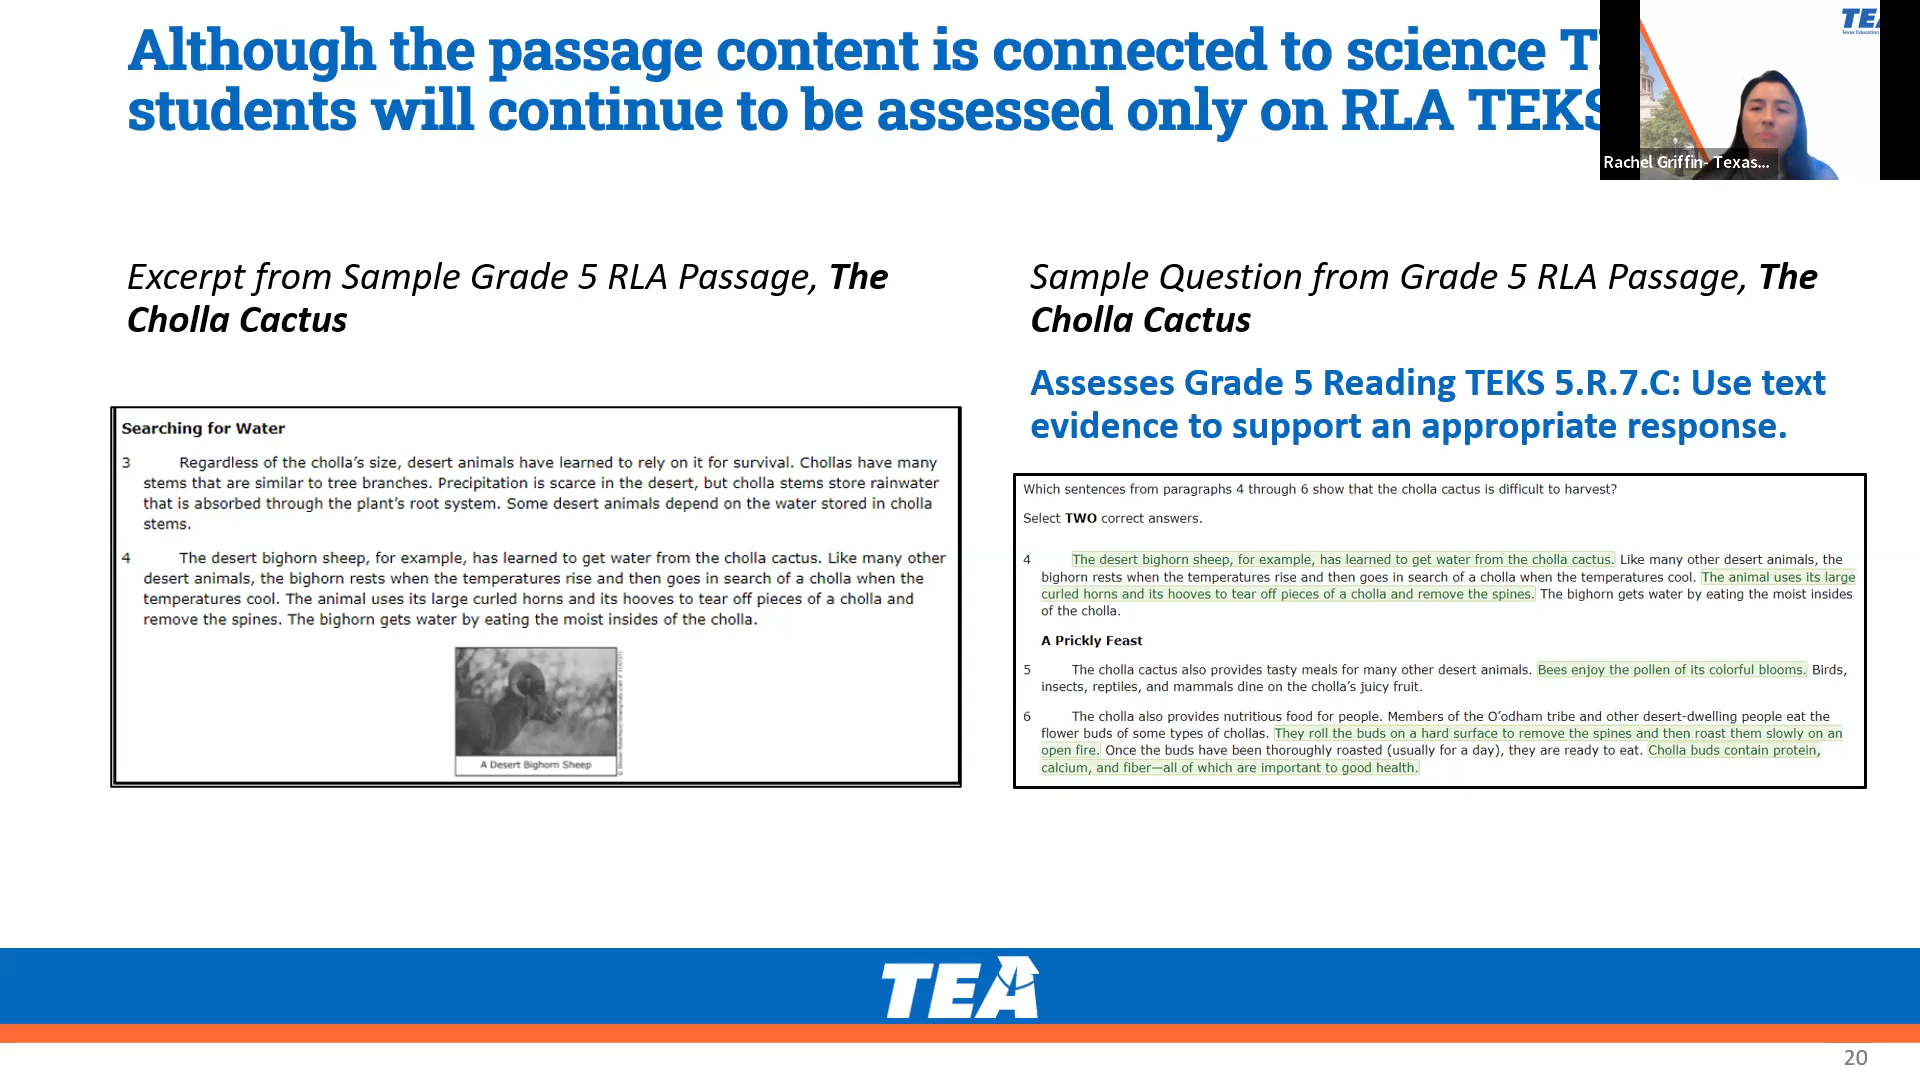 Although the passage content is connected to science
students will continue to be assessed only on RLA TEKS
TEA
Texas Education
Rachel Griffin- Texas...
Excerpt from Sample Grade 5 RLA Passage, The
Cholla Cactus
Searching for Water
3 Regardless of the cholla's size, desert animals have learned to rely on it for survival. Chollas have many
stems that are similar to tree branches. Precipitation is scarce in the desert, but cholla stems store rainwater
that is absorbed through the plant's root system. Some desert animals depend on the water stored in cholla
stems.
4 The desert bighorn sheep, for example, has learned to get water from the cholla cactus. Like many other
desert animals, the bighorn rests when the temperatures rise and then goes in search of a cholla when the
temperatures cool. The animal uses its large curled horns and its hooves to tear off pieces of a cholla and
remove the spines. The bighorn gets water by eating the moist insides of the cholla.
A Desert Bighorn Sheep
Sample Question from Grade 5 RLA Passage, The
Cholla Cactus
Assesses Grade 5 Reading TEKS 5.R.7.C: Use text
evidence to support an appropriate response.
Which sentences from paragraphs 4 through 6 show that the cholla cactus is difficult to harvest?
Select TWO correct answers.
4 The desert bighorn sheep, for example, has learned to get water from the cholla cactus. Like many other desert animals, the
bighorn rests when the temperatures rise and then goes in search of a cholla when the temperatures cool. The animal uses its large
curled horns and its hooves to tear off pieces of a cholla and remove the spines. The bighorn gets water by eating the moist insides
of the cholla.
A Prickly Feast
5 The cholla cactus also provides tasty meals for many other desert animals. Bees enjoy the pollen of its colorful blooms. Birds,
insects, reptiles, and mammals dine on the cholla's juicy fruit.
6 The cholla also provides nutritious food for people. Members of the O'odham tribe and other desert-dwelling people eat the
flower buds of some types of chollas. They roll the buds on a hard surface to remove the spines and then roast them slowly on an
open fire. Once the buds have been thoroughly roasted (usually for a day), they are ready to eat. Cholla buds contain protein,
calcium, and fiber—all of which are important to good health.
TEA
20